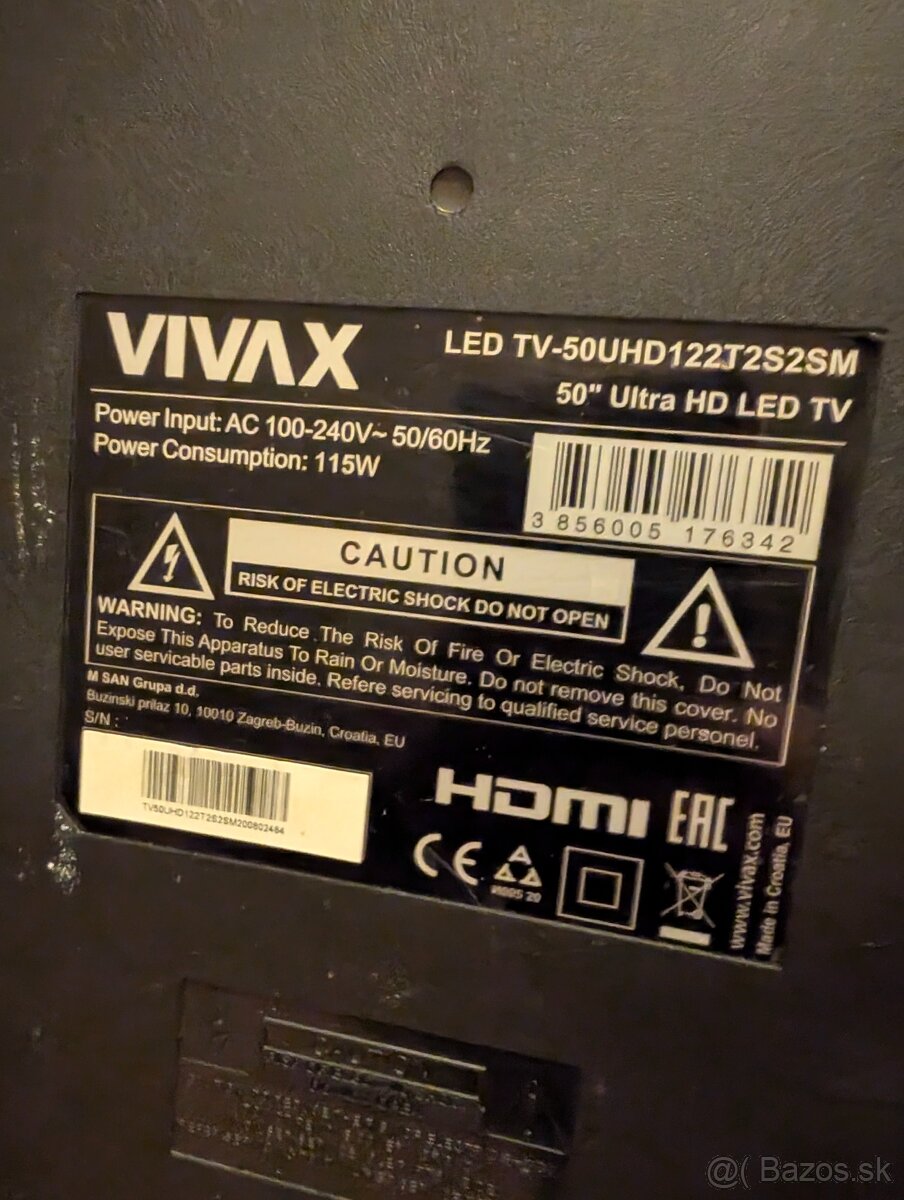 VIVAX
LED TV-50UHD122T2S2SM
50" Ultra HD LED TV
Power Input: AC 100-240V~ 50/60Hz
Power Consumption: 115W
3 856005 176342
CAUTION
RISK OF ELECTRIC SHOCK DO NOT OPEN
WARNING: To Reduce The Risk Of Fire Or Electric Shock, Do Not
Expose This Apparatus To Rain Or Moisture. Do not remove this cover. No
user servicable parts inside. Refere servicing to qualified service personel.
M SAN Grupa d.d.
Buzinski prilaz 10, 10010 Zagreb-Buzin, Croatia, EU
S/N :
TV50UHD122T2S2SM200802484
HDMI EAC
CE
www.vivax.com
Made in Croatia EU
@( Bazos.sk